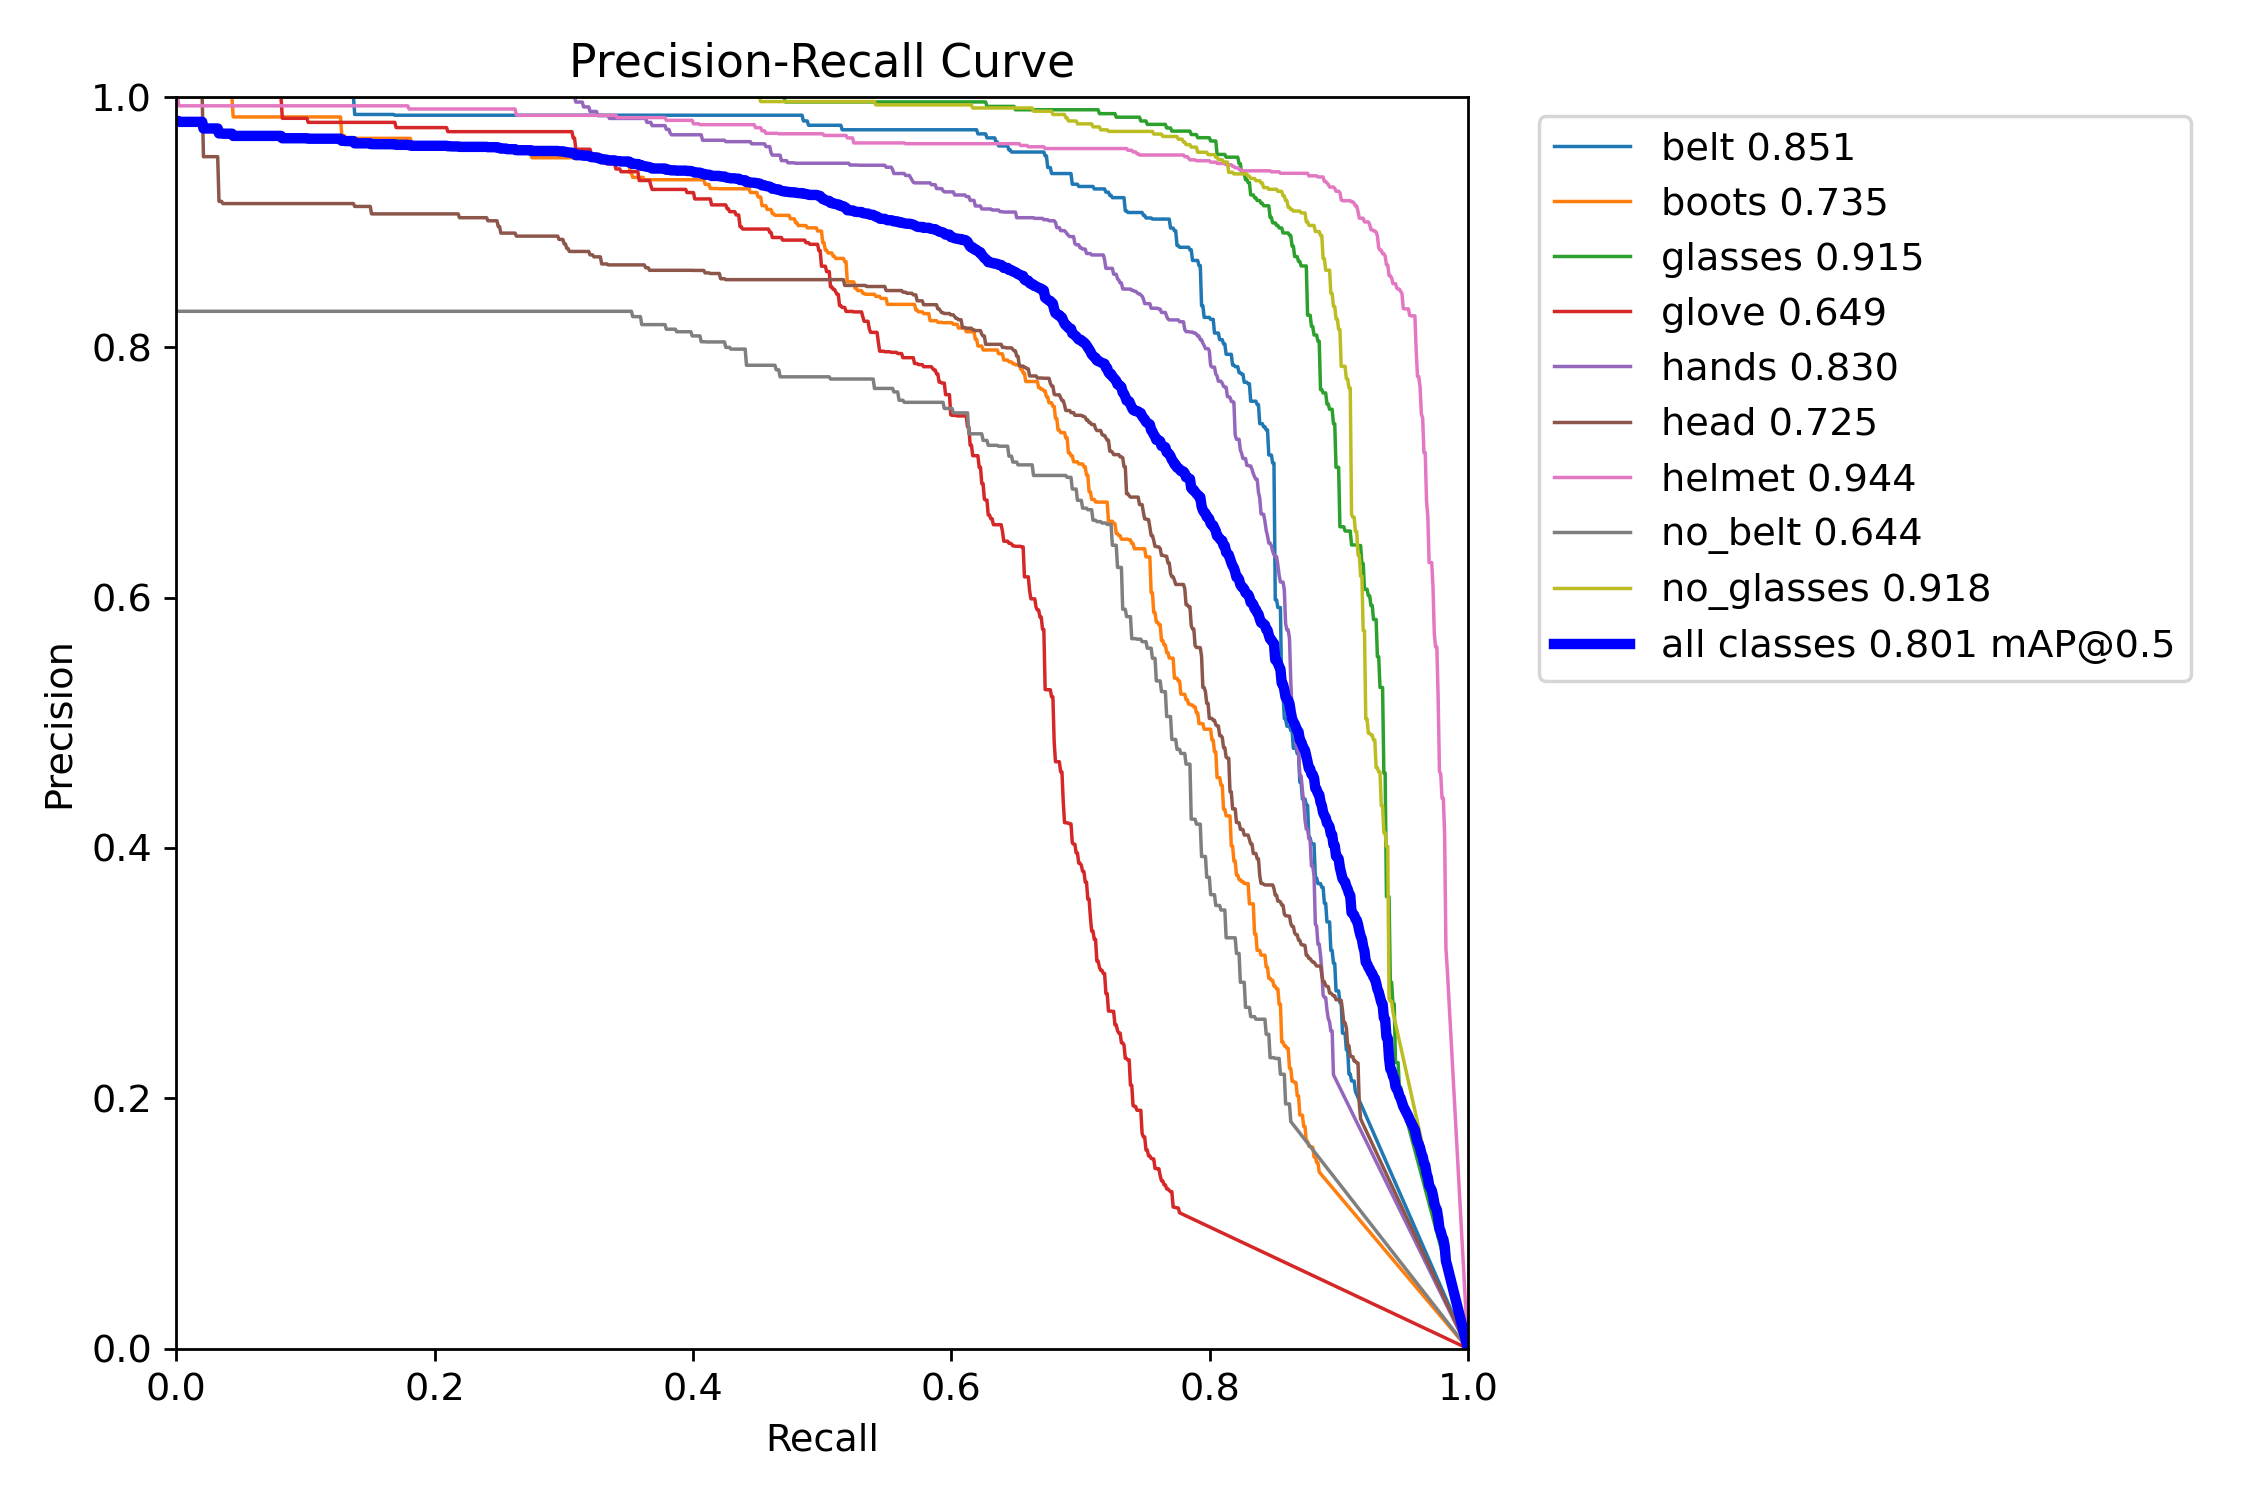 Precision-Recall Curve
1.0
0.8
0.6
0.4
0.2
0.0
Precision
0.0 0.2 0.4 0.6 0.8 1.0
Recall
belt 0.851
boots 0.735
glasses 0.915
glove 0.649
hands 0.830
head 0.725
helmet 0.944
no_belt 0.644
no_glasses 0.918
all classes 0.801 mAP@0.5